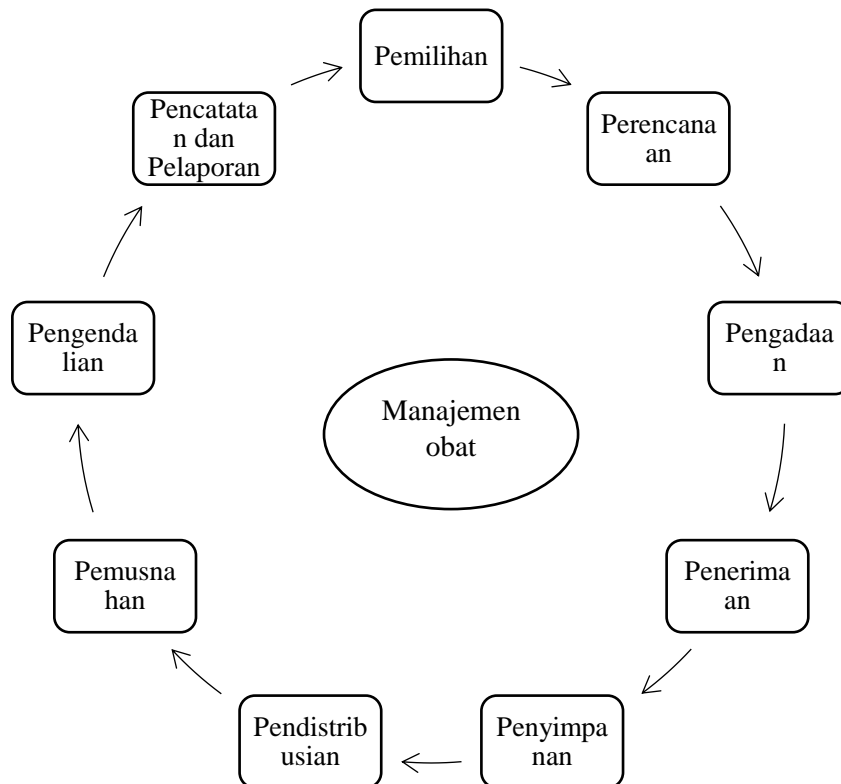 Pemilihan
Perencana
an
Pengadaa
n
Penerima
an
Penyimpa
nan
Pendistrib
usian
Pemusna
han
Pengenda
lian
Pencatata
n dan
Pelaporan
Manajemen
obat